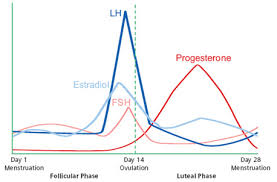 LH
Progesterone
Estradiol
FSH
Day 1
Menstruation
Day 14
Ovulation
Day 28
Menstruation
Follicular Phase
Luteal Phase